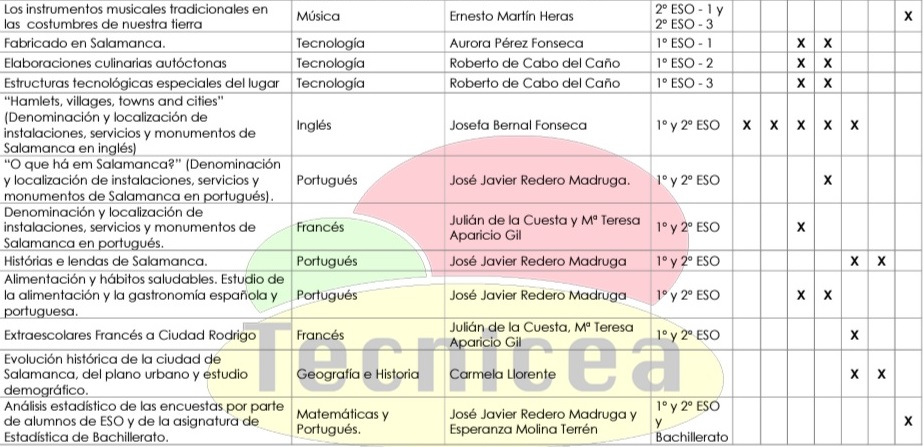 Los instrumentos musicales tradicionales en
las costumbres de nuestra tierra
Música
Ernesto Martín Heras
2º ESO - 1 y
2º ESO - 3
X
Fabricado en Salamanca.
Tecnología
Aurora Pérez Fonseca
1º ESO - 1
X X
Elaboraciones culinarias autóctonas
Tecnología
Roberto de Cabo del Caño
1º ESO - 2
X X
Estructuras tecnológicas especiales del lugar
Tecnología
Roberto de Cabo del Caño
1º ESO - 3
X X
“Hamlets, villages, towns and cities”
(Denominación y localización de
instalaciones, servicios y monumentos de
Salamanca en inglés)
Inglés
Josefa Bernal Fonseca
1º y 2º ESO
X X X X X
“O que há em Salamanca?” (Denominación
y localización de instalaciones, servicios y
monumentos de Salamanca en portugués).
Portugués
José Javier Redero Madruga.
1º y 2º ESO
X
Denominación y localización de
instalaciones, servicios y monumentos de
Salamanca en portugués.
Francés
Julián de la Cuesta y Mª Teresa
Aparicio Gil
1º y 2º ESO
X
Histórias e lendas de Salamanca.
Portugués
José Javier Redero Madruga
1º y 2º ESO
X X
Alimentación y hábitos saludables. Estudio de
la alimentación y la gastronomía española y
portuguesa.
Portugués
José Javier Redero Madruga
1º y 2º ESO
X X
Extraescolares Francés a Ciudad Rodrigo
Francés
Julián de la Cuesta, Mª Teresa
Aparicio Gil
1º y 2º ESO
X
Evolución histórica de la ciudad de
Salamanca, del plano urbano y estudio
demográfico.
Geografía e Historia
Carmela Llorente
X X
Análisis estadístico de las encuestas por parte
de alumnos de ESO y de la asignatura de
Estadística de Bachillerato.
Matemáticas y
Portugués.
José Javier Redero Madruga y
Esperanza Molina Terrén
1º y 2º ESO
y
Bachillerato
X
Tecnicea